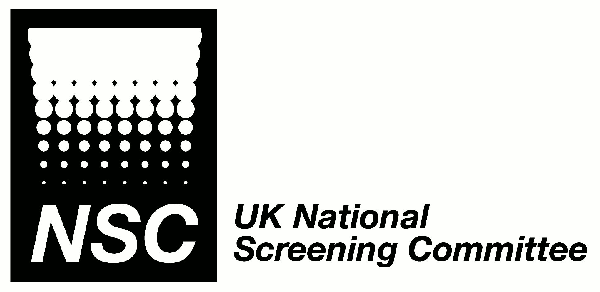 NSC
UK National
Screening Committee